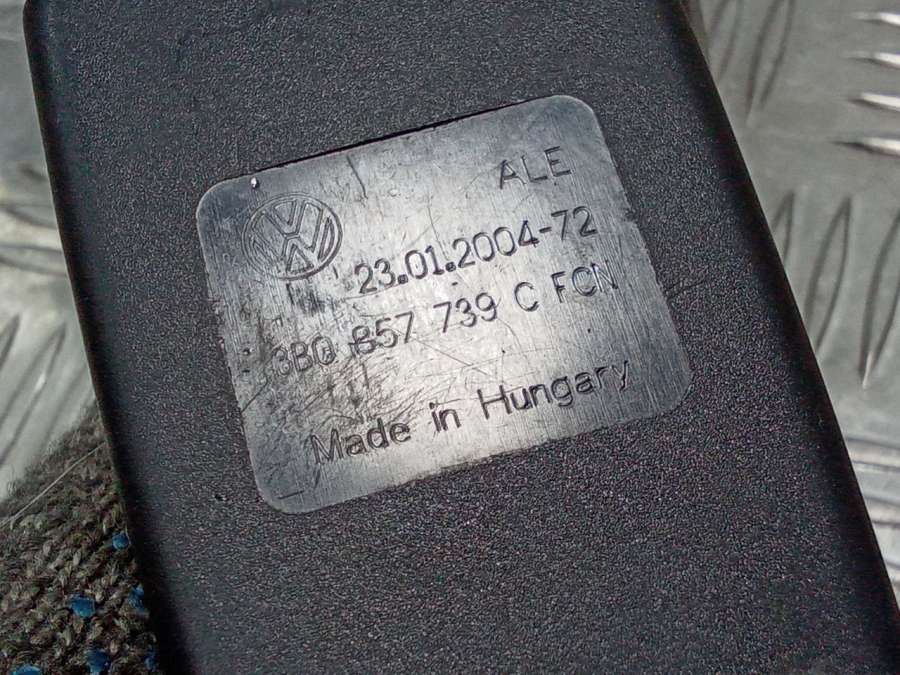 ALE
23.01.2004-72
3B0 857 739 C FCN
Made in Hungary